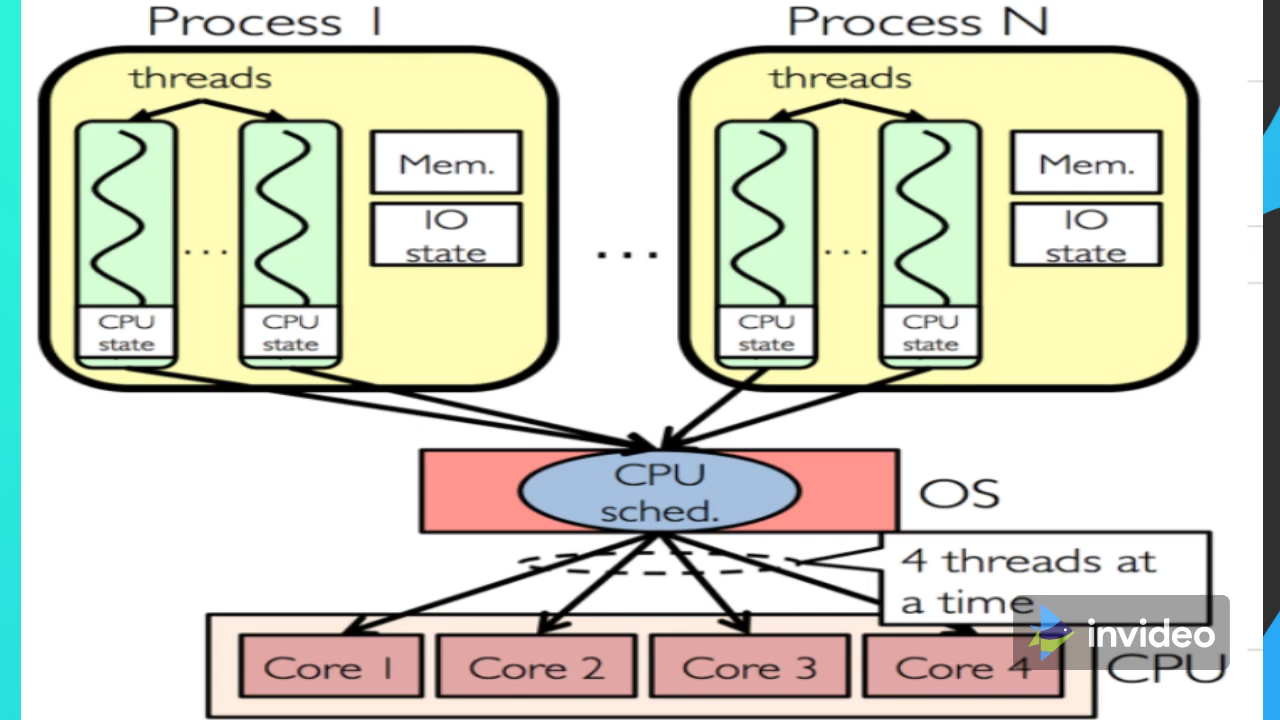 Process 1
Process N
threads
threads
Mem.
Mem.
IO
state
IO
state
...
...
...
CPU
state
CPU
state
CPU
state
CPU
state
CPU
sched.
OS
4 threads at
a time
invideo
Core 1
Core 2
Core 3
Core 4
CPU